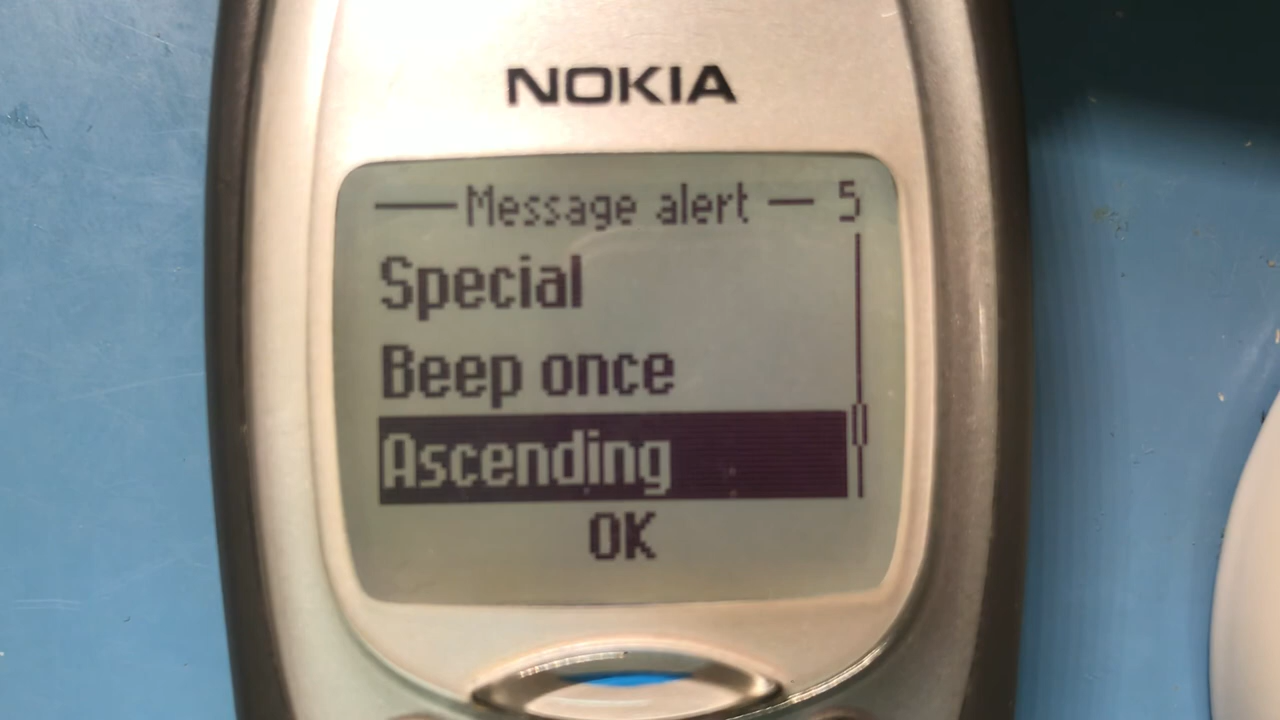 NOKIA
Message alert 5
Special
Beep once
Ascending
OK